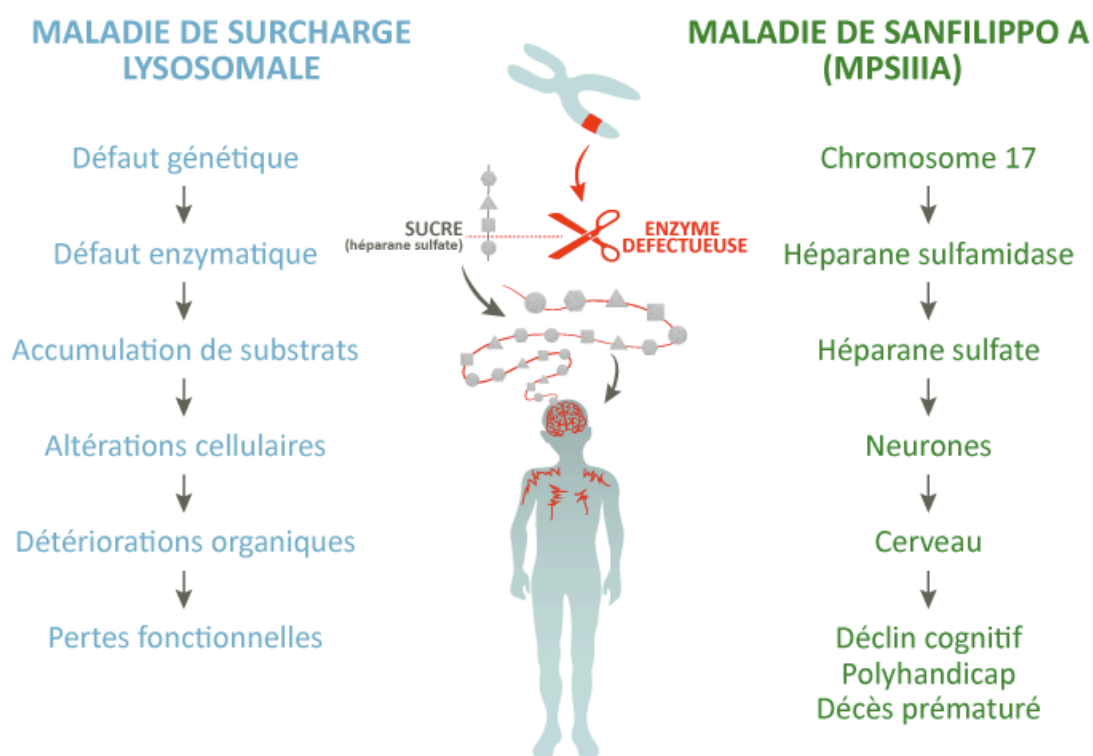 MALADIE DE SURCHARGE
LYSOSOMALE
Défaut génétique
Défaut enzymatique
Accumulation de substrats
Altérations cellulaires
Détériorations organiques
Pertes fonctionnelles
SUCRE
(héparane sulfate)
ENZYME
DEFECTUEUSE
MALADIE DE SANFILIPPO A
(MPSIIIA)
Chromosome 17
Héparane sulfamidase
Héparane sulfate
Neurones
Cerveau
Déclin cognitif
Polyhandicap
Décès prématuré